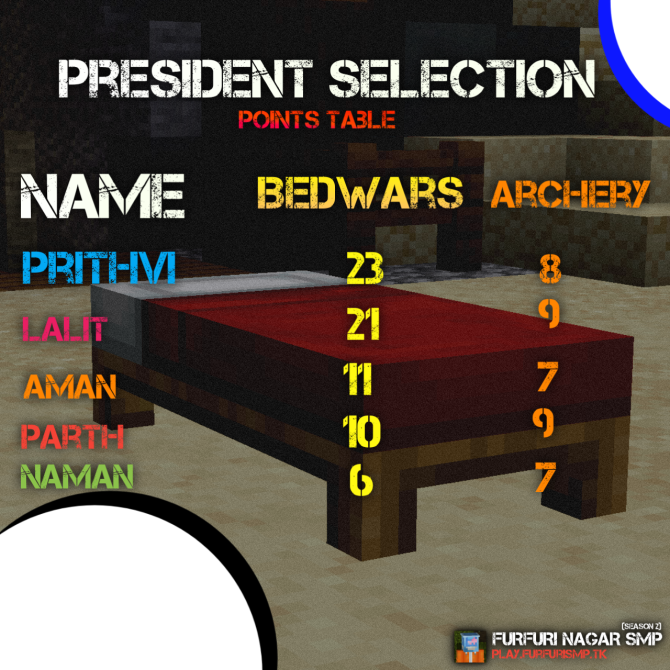 PRESIDENT SELECTION
POINTS TABLE
NAME BEDWARS ARCHERY
PRITHVI 23 8
LALIT 21 9
AMAN 11 7
PARTH 10 9
NAMAN 6 7
(SEASON 2)
FURFURI NAGAR SMP
PLAY.FURFURISMP.TK